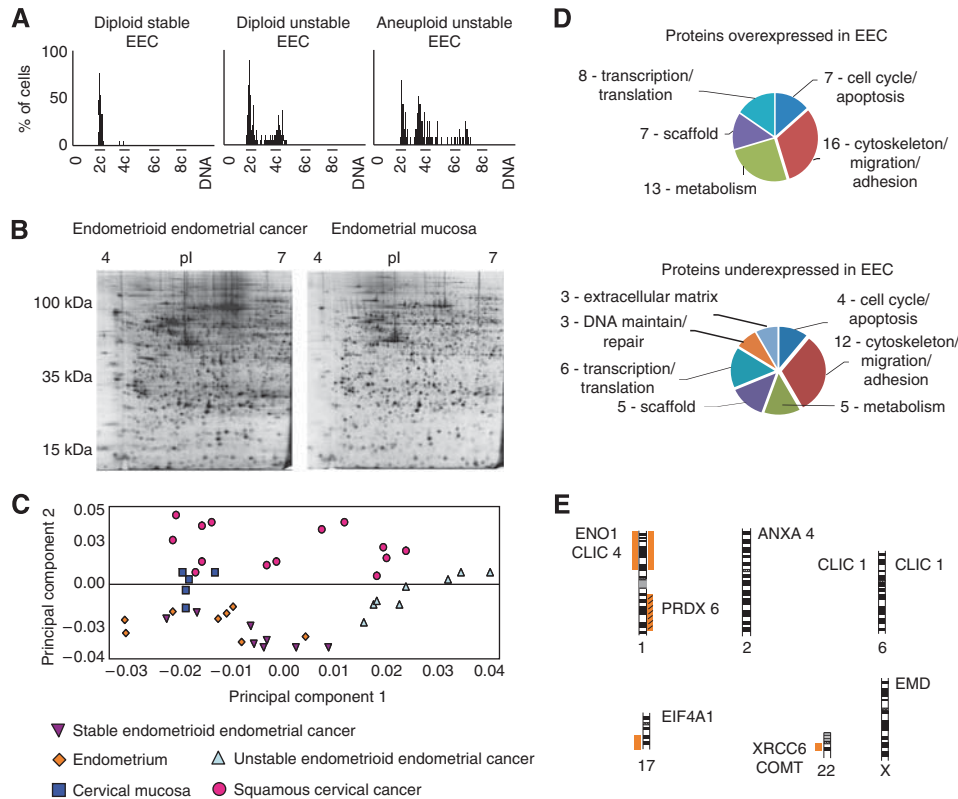 A
Diploid stable
EEC
Diploid unstable
EEC
Aneuploid unstable
EEC
% of cells
100
50
0
0
2c
4c
6c
8c
DNA
0
2c
4c
6c
8c
DNA
0
2c
4c
6c
8c
DNA
B
Endometrioid endometrial cancer
Endometrial mucosa
4
pI
7
4
pI
7
100 kDa
35 kDa
15 kDa
C
Principal component 2
0.05
0.03
0.00
−0.03
−0.04
−0.03
−0.02
−0.01
0.00
0.01
0.02
0.03
0.04
Principal component 1
Stable endometrioid endometrial cancer
Endometrium
Unstable endometrioid endometrial cancer
Cervical mucosa
Squamous cervical cancer
D
Proteins overexpressed in EEC
8 - transcription/
translation
7 - cell cycle/
apoptosis
7 - scaffold
16 - cytoskeleton/
migration/
adhesion
13 - metabolism
Proteins underexpressed in EEC
3 - extracellular matrix
4 - cell cycle/
apoptosis
3 - DNA maintain/
repair
12 - cytoskeleton/
migration/
adhesion
6 - transcription/
translation
5 - scaffold
5 - metabolism
E
ENO1
CLIC 4
PRDX 6
1
ANXA 4
2
CLIC 1
CLIC 1
6
EIF4A1
17
XRCC6
COMT
22
EMD
X